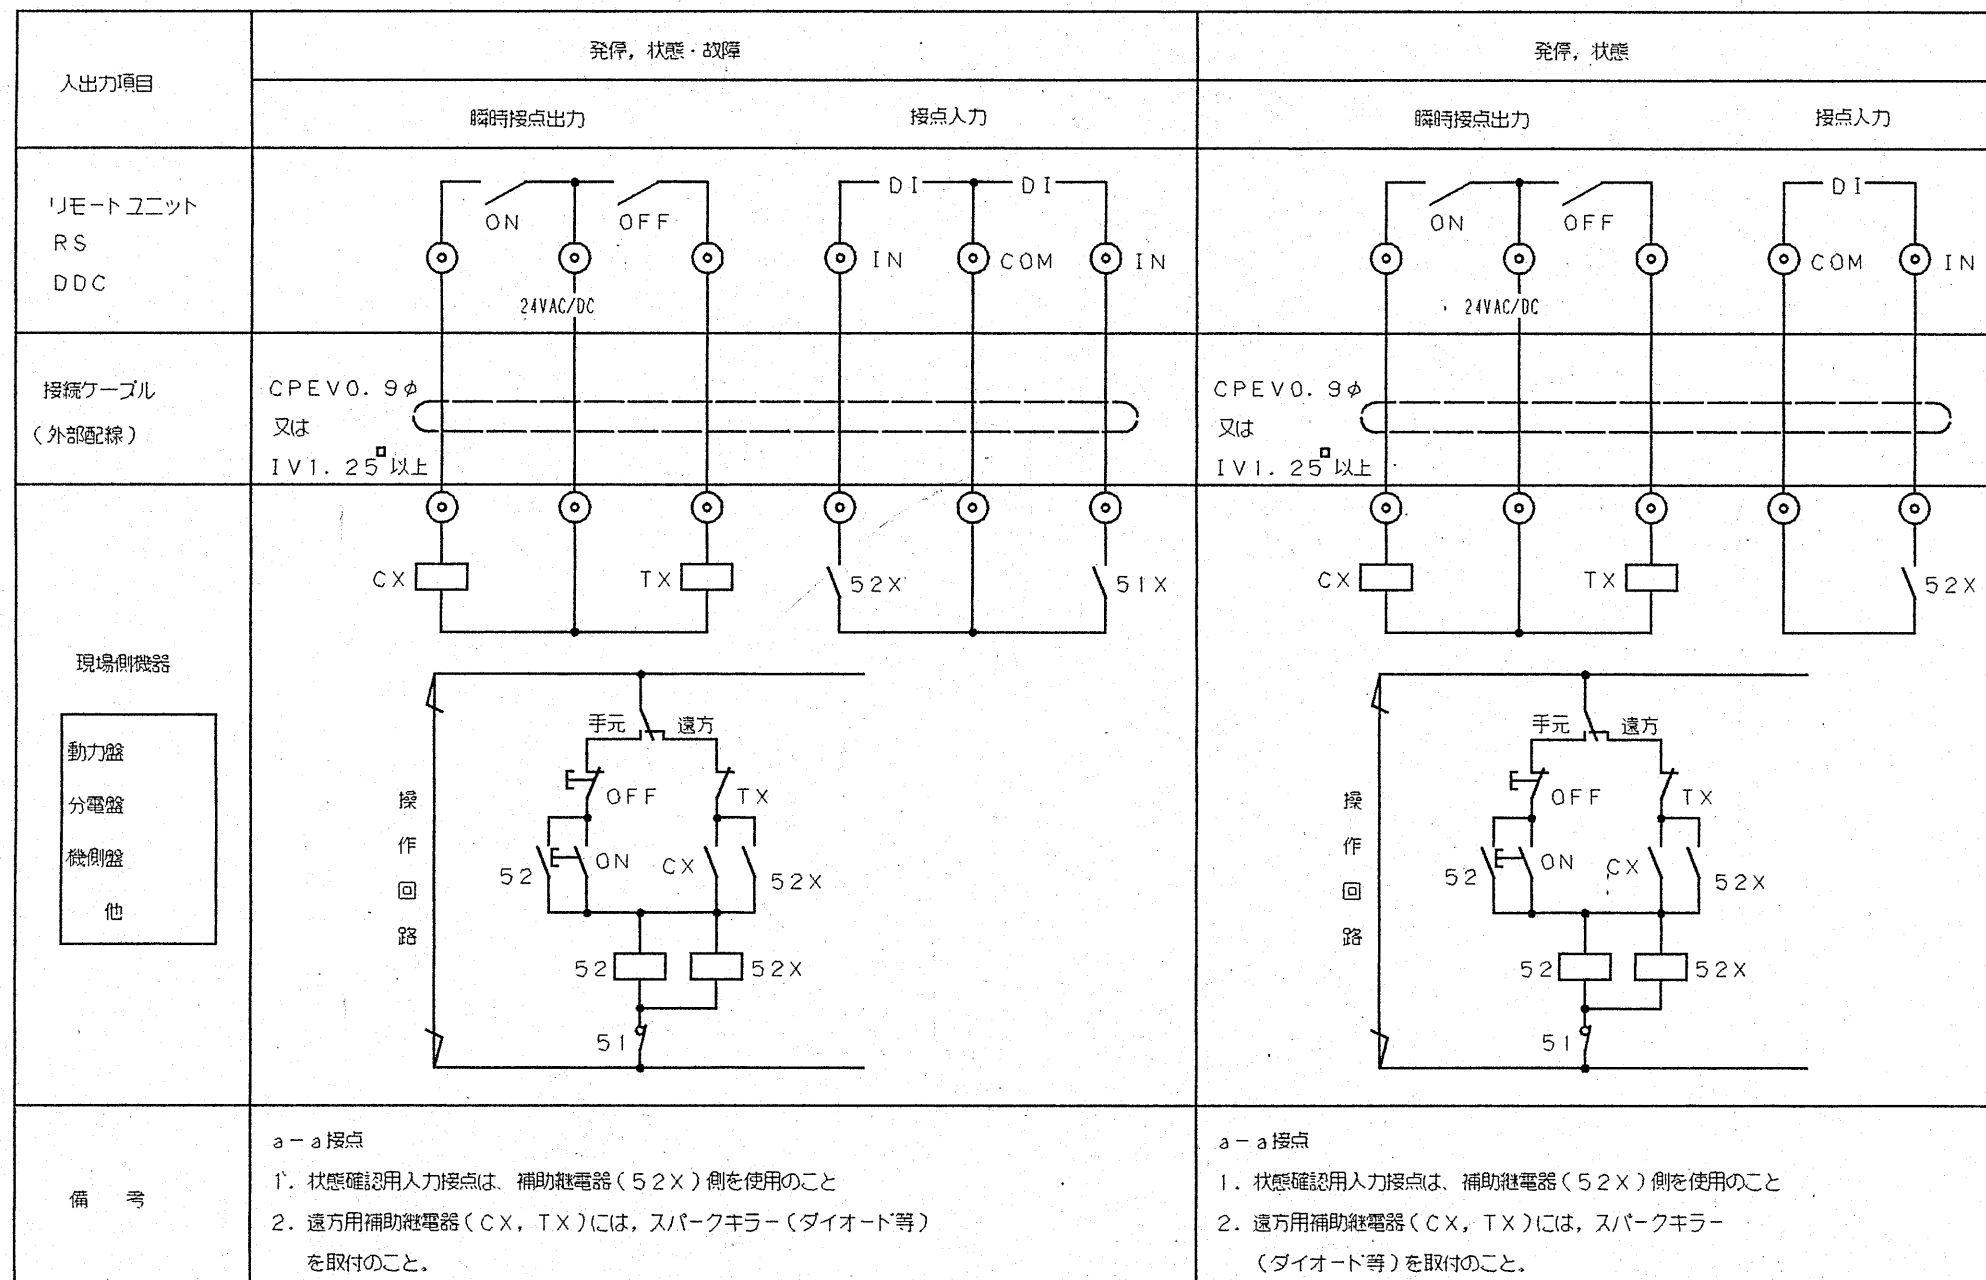 入出力項目
発停，状態・故障
発停，状態
瞬時接点出力
接点入力
瞬時接点出力
接点入力
リモートユニット
RS
DDC
ON
OFF
DI
DI
IN
COM
IN
24VAC/DC
ON
OFF
DI
COM
IN
24VAC/DC
接続ケーブル
（外部配線）
CPEV0.9φ
又は
IV1.25□以上
CPEV0.9φ
又は
IV1.25□以上
現場側機器
動力盤
分電盤
機側盤
他
CX
TX
52X
51X
手元
遠方
操作回路
OFF
TX
52
ON
CX
52X
52
52X
51
CX
TX
52X
手元
遠方
操作回路
OFF
TX
52
ON
CX
52X
52
52X
51
備 考
a－a接点
1. 状態確認用入力接点は、補助継電器（52X）側を使用のこと
2. 遠方用補助継電器（CX，TX）には，スパークキラー（ダイオード等）
を取付のこと。
a－a接点
1. 状態確認用入力接点は、補助継電器（52X）側を使用のこと
2. 遠方用補助継電器（CX，TX）には，スパークキラー
（ダイオード等）を取付のこと。